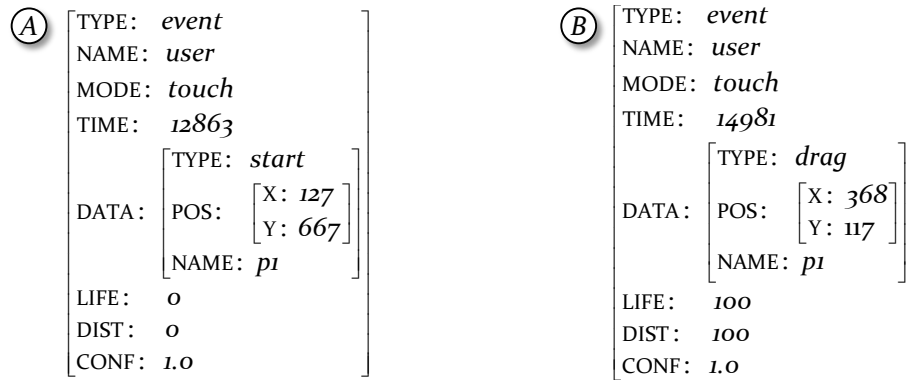 A
TYPE: event
NAME: user
MODE: touch
TIME: 12863
DATA:
TYPE: start
POS:
X: 127
Y: 667
NAME: p1
LIFE: 0
DIST: 0
CONF: 1.0
B
TYPE: event
NAME: user
MODE: touch
TIME: 14981
DATA:
TYPE: drag
POS:
X: 368
Y: 117
NAME: p1
LIFE: 100
DIST: 100
CONF: 1.0